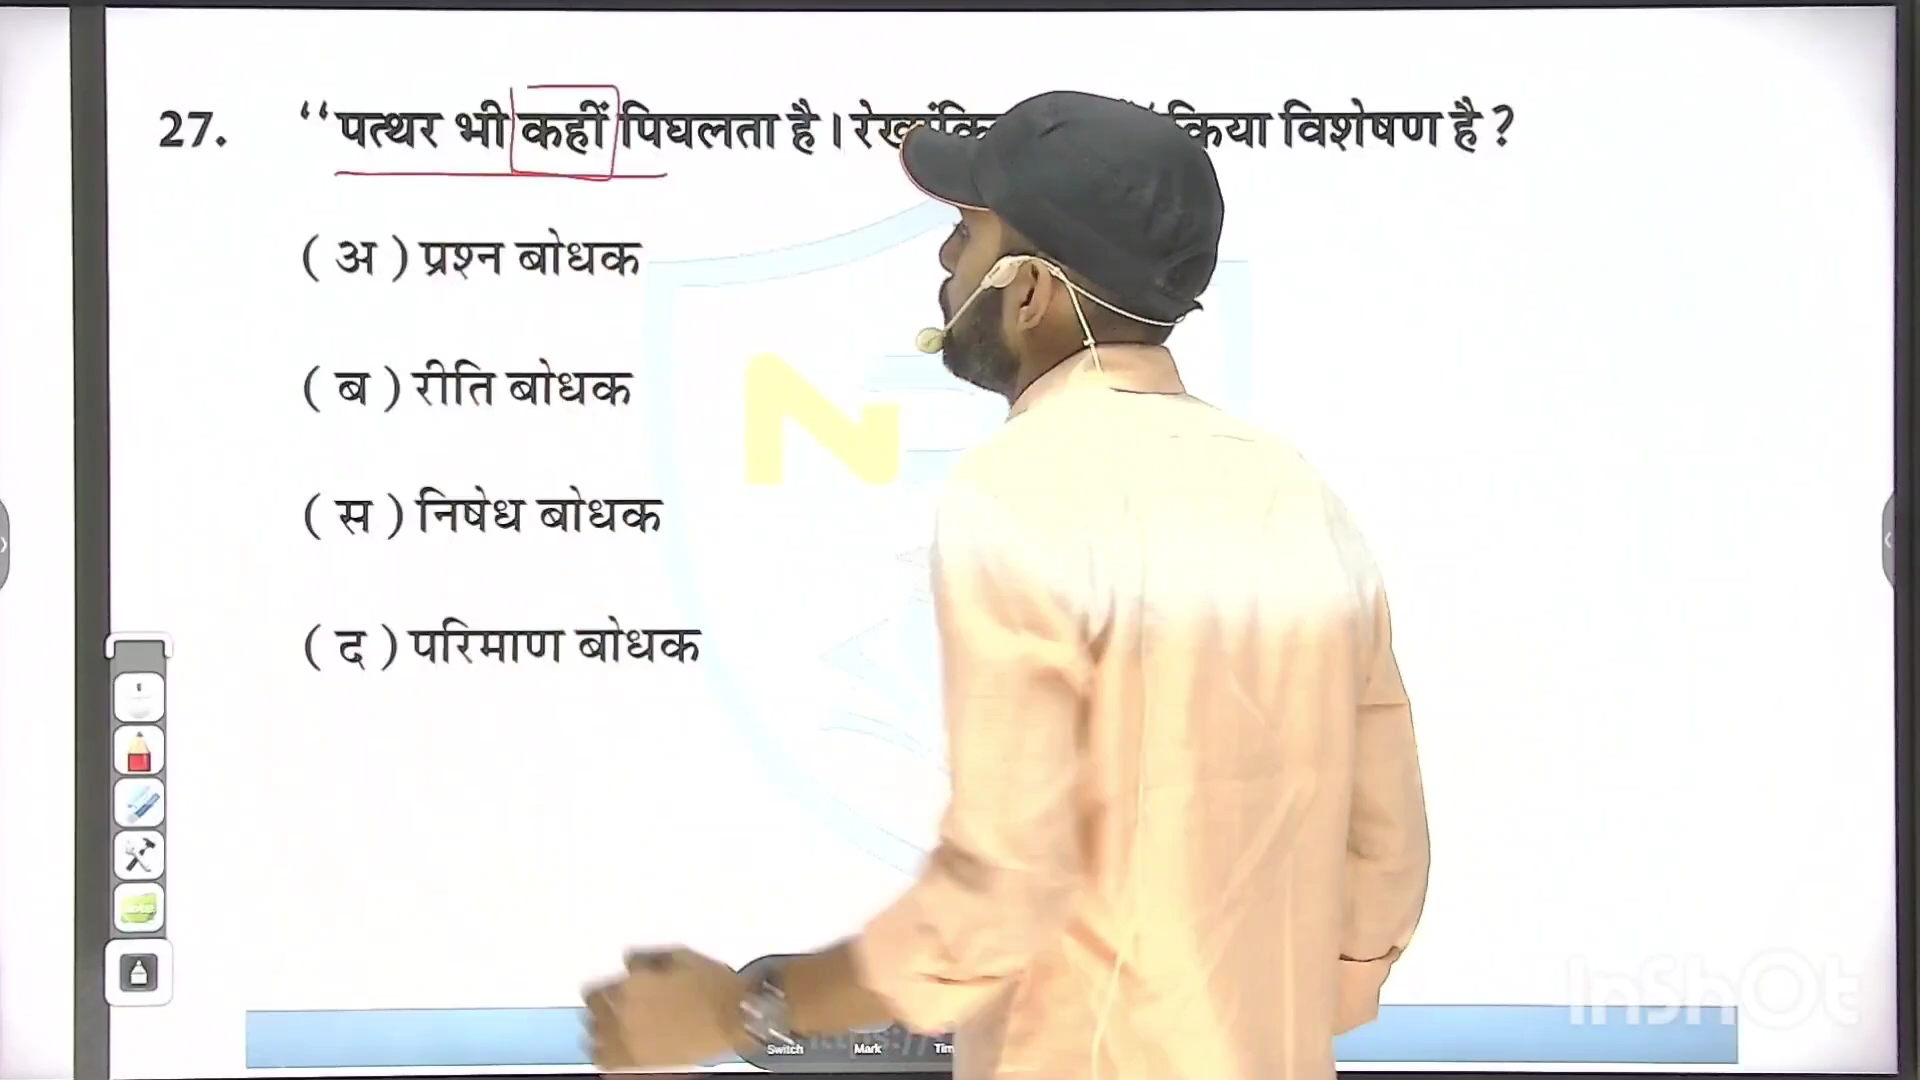 27. “पत्थर भी कहीं पिघलता है। क्रिया विशेषण है ?
( अ ) प्रश्न बोधक
( ब ) रीति बोधक
( स ) निषेध बोधक
( द ) परिमाण बोधक
Switch Mark
InShOt